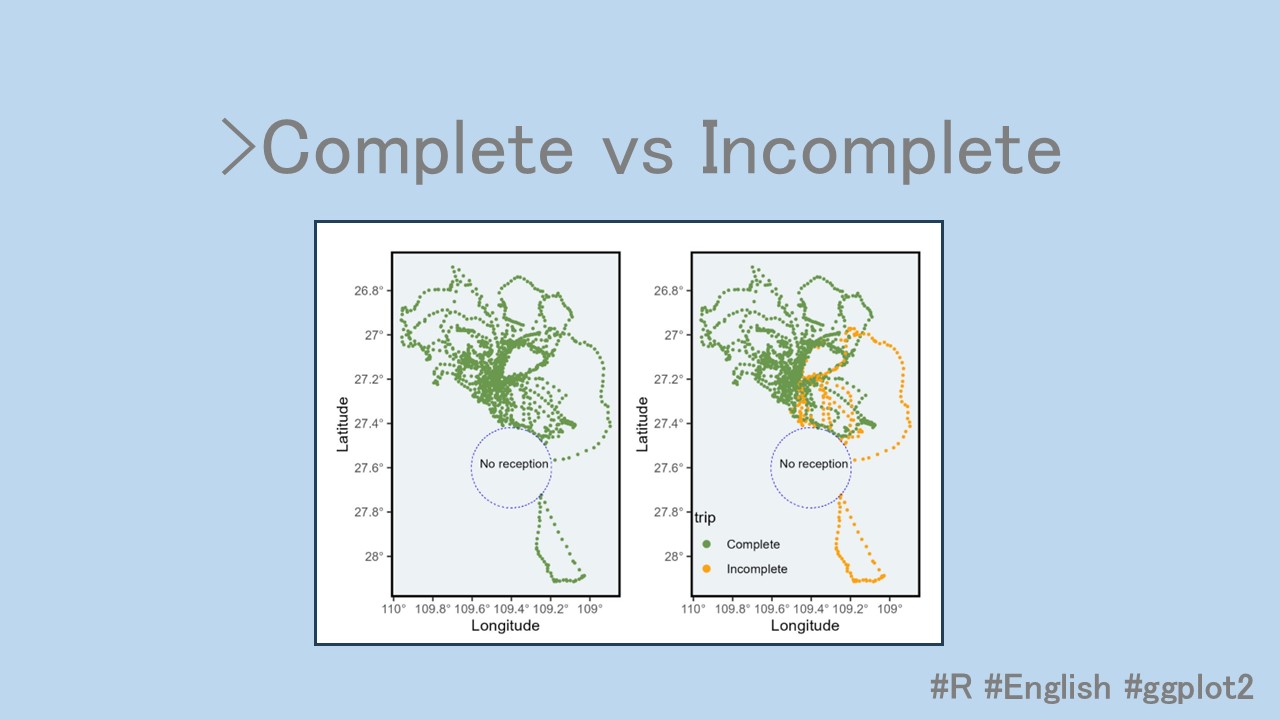 >Complete vs Incomplete
26.8°
27°
27.2°
27.4°
27.6°
27.8°
28°
Latitude
No reception
110° 109.8° 109.6° 109.4° 109.2° 109°
Longitude
26.8°
27°
27.2°
27.4°
27.6°
27.8°
28°
Latitude
No reception
trip
Complete
Incomplete
110° 109.8° 109.6° 109.4° 109.2° 109°
Longitude
#R #English #ggplot2